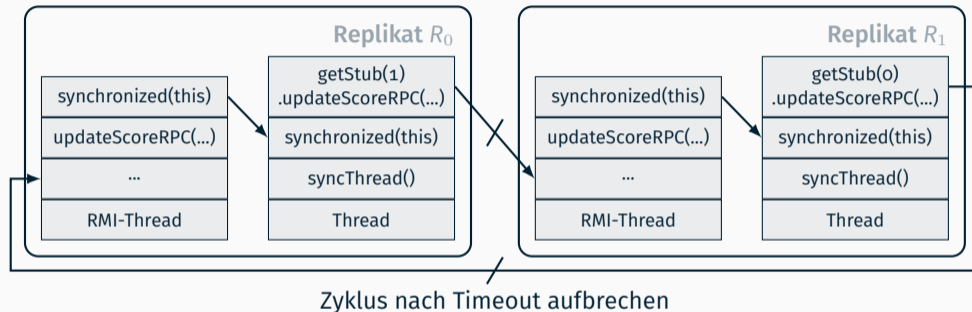 Replikat R₀
synchronized(this)
updateScoreRPC(...)
...
RMI-Thread
getStub(1)
.updateScoreRPC(...)
synchronized(this)
syncThread()
Thread
Replikat R₁
synchronized(this)
updateScoreRPC(...)
...
RMI-Thread
getStub(0)
.updateScoreRPC(...)
synchronized(this)
syncThread()
Thread
Zyklus nach Timeout aufbrechen